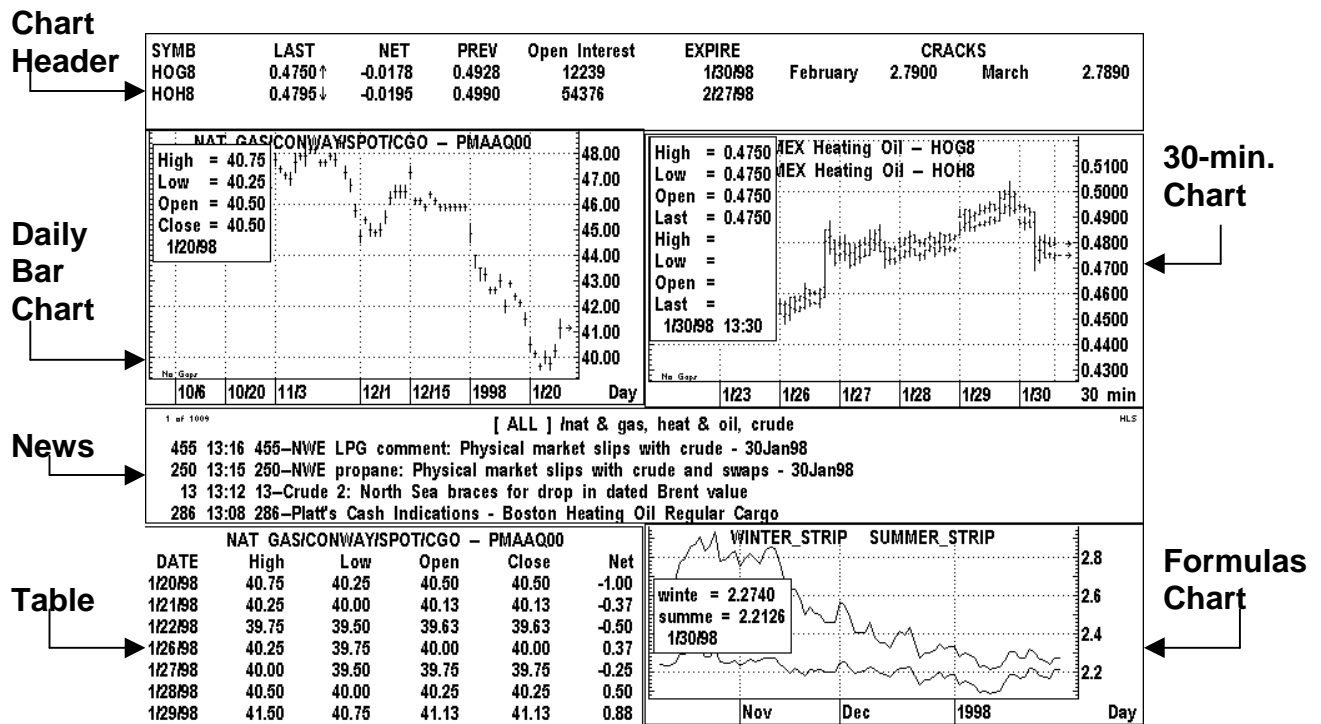 Chart
Header
SYMB LAST NET PREV Open Interest EXPIRE CRACKS
HOG8 0.4750↑ -0.0178 0.4928 12239 1/30/98 February 2.7900 March 2.7890
HOH8 0.4795↓ -0.0195 0.4990 54376 2/27/98
Daily
Bar
Chart
NAT GAS/CONWAY/SPOT/CGO – PMAAQ00
High = 40.75
Low = 40.25
Open = 40.50
Close = 40.50
1/20/98
48.00
47.00
46.00
45.00
44.00
43.00
42.00
41.00
40.00
No Gaps
10/6 10/20 11/3 12/1 12/15 1998 1/20 Day
30-min.
Chart
MEX Heating Oil – HOG8
MEX Heating Oil – HOH8
High = 0.4750
Low = 0.4750
Open = 0.4750
Last = 0.4750
High =
Low =
Open =
Last =
1/30/98 13:30
0.5100
0.5000
0.4900
0.4800
0.4700
0.4600
0.4500
0.4400
0.4300
No Gaps
1/23 1/26 1/27 1/28 1/29 1/30 30 min
News
1 of 1009 [ ALL ] /nat & gas, heat & oil, crude HLS
455 13:16 455–NWE LPG comment: Physical market slips with crude - 30Jan98
250 13:15 250–NWE propane: Physical market slips with crude and swaps - 30Jan98
13 13:12 13–Crude 2: North Sea braces for drop in dated Brent value
286 13:08 286–Platt's Cash Indications - Boston Heating Oil Regular Cargo
Table
NAT GAS/CONWAY/SPOT/CGO – PMAAQ00
DATE High Low Open Close Net
1/20/98 40.75 40.25 40.50 40.50 -1.00
1/21/98 40.25 40.00 40.13 40.13 -0.37
1/22/98 39.75 39.50 39.63 39.63 -0.50
1/26/98 40.25 39.75 40.00 40.00 0.37
1/27/98 40.00 39.50 39.75 39.75 -0.25
1/28/98 40.50 40.00 40.25 40.25 0.50
1/29/98 41.50 40.75 41.13 41.13 0.88
Formulas
Chart
WINTER_STRIP SUMMER_STRIP
winte = 2.2740
summe = 2.2126
1/30/98
2.8
2.6
2.4
2.2
Nov Dec 1998 Day